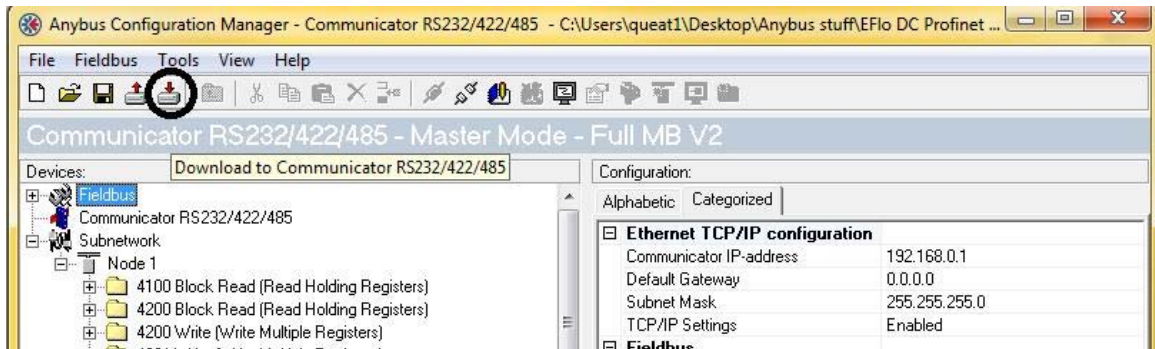 Anybus Configuration Manager - Communicator RS232/422/485 - C:\Users\queat1\Desktop\Anybus stuff\EFlo DC Profinet ...
File Fieldbus Tools View Help
Communicator RS232/422/485 - Master Mode - Full MB V2
Download to Communicator RS232/422/485
Devices:
Fieldbus
Communicator RS232/422/485
Subnetwork
Node 1
4100 Block Read (Read Holding Registers)
4200 Block Read (Read Holding Registers)
4200 Write (Write Multiple Registers)
Configuration:
Alphabetic Categorized
Ethernet TCP/IP configuration
Communicator IP-address 192.168.0.1
Default Gateway 0.0.0.0
Subnet Mask 255.255.255.0
TCP/IP Settings Enabled
Fieldbus